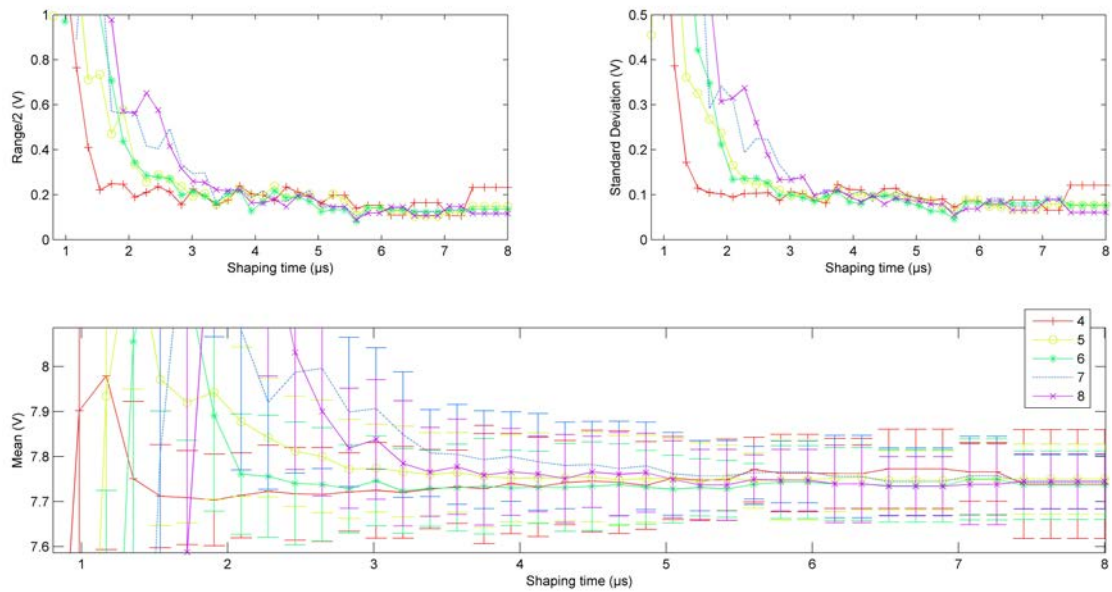 1
0.8
0.6
0.4
0.2
0
Range/2 (V)
1 2 3 4 5 6 7 8
Shaping time (µs)
0.5
0.4
0.3
0.2
0.1
0
Standard Deviation (V)
1 2 3 4 5 6 7 8
Shaping time (µs)
8
7.9
7.8
7.7
7.6
Mean (V)
1 2 3 4 5 6 7 8
Shaping time (µs)
4
5
6
7
8